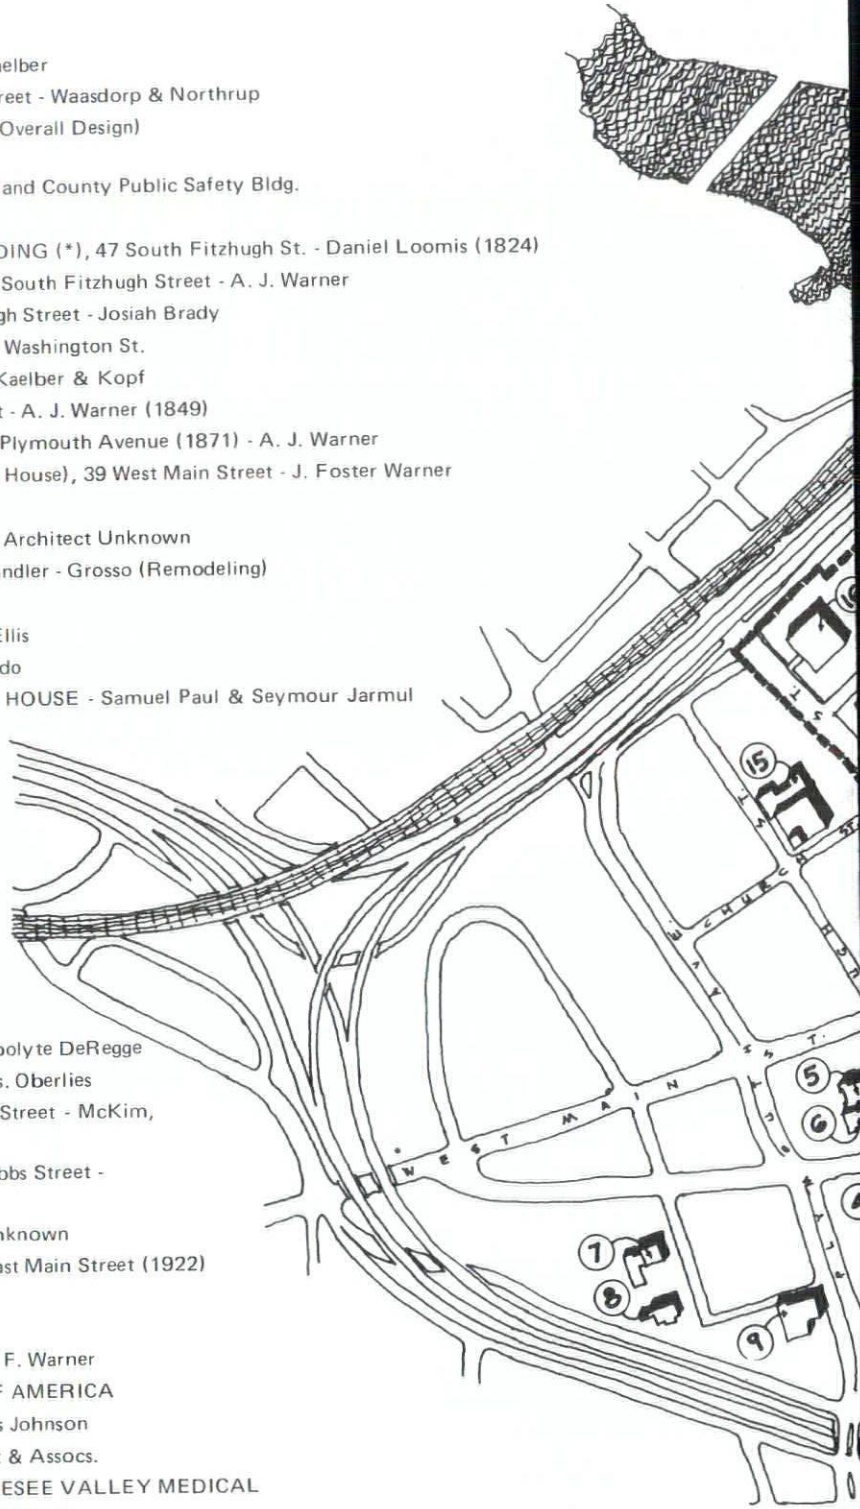 aelber
reet - Waasdorp & Northrup
Overall Design)
and County Public Safety Bldg.
DING (*), 47 South Fitzhugh St. - Daniel Loomis (1824)
South Fitzhugh Street - A. J. Warner
gh Street - Josiah Brady
Washington St.
Kaelber & Kopf
t - A. J. Warner (1849)
Plymouth Avenue (1871) - A. J. Warner
House), 39 West Main Street - J. Foster Warner
Architect Unknown
ndler - Grosso (Remodeling)
Ellis
do
HOUSE - Samuel Paul & Seymour Jarmul
15
ST.
W. CHURCH ST.
polyte DeRegge
s. Oberlies
Street - McKim,
bbs Street -
nknown
ast Main Street (1922)
WEST MAIN ST.
5
6
7
8
9
F. Warner
F AMERICA
s Johnson
t & Assocs.
ESEE VALLEY MEDICAL